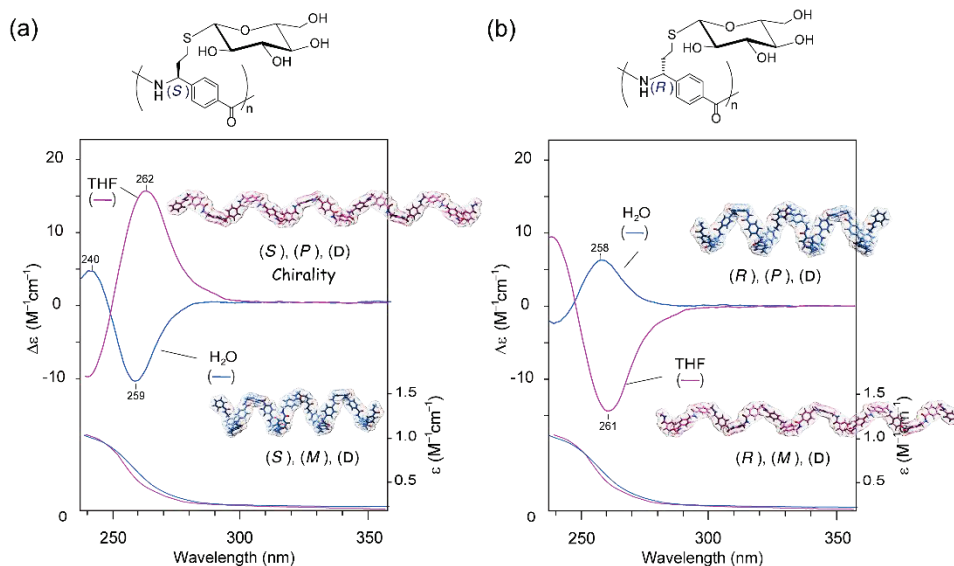 (a)
S
O
OH
HO
OH
OH
N
H
(S)
n
O
20
10
0
-10
Δε (M⁻¹cm⁻¹)
THF
(—)
262
240
(S), (P), (D)
Chirality
H₂O
(—)
259
(S), (M), (D)
1.5
1.0
0.5
ε (M⁻¹cm⁻¹)
0
250
300
350
Wavelength (nm)
(b)
S
O
OH
HO
OH
OH
NH
(R)
n
O
20
10
0
-10
Λε (M⁻¹cm⁻¹)
H₂O
(—)
258
(R), (P), (D)
THF
(—)
261
(R), (M), (D)
1.5
1.0
0.5
ε (M⁻¹cm⁻¹)
0
250
300
350
Wavelength (nm)